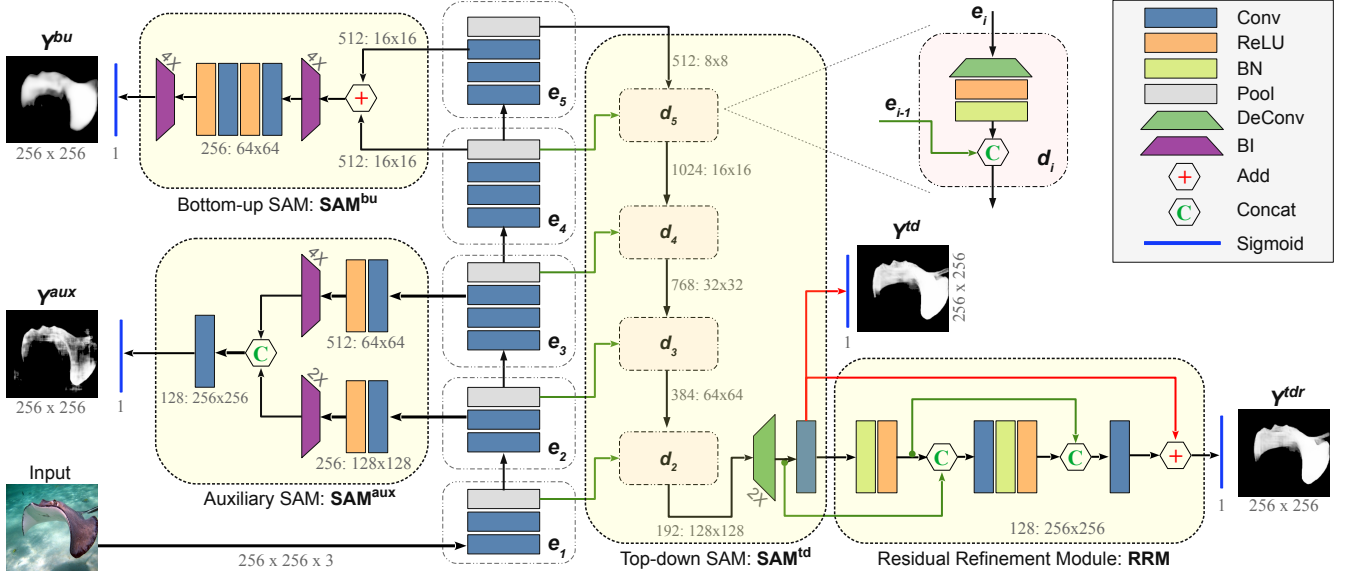 Y^bu
256 x 256
1
4X
256: 64x64
4X
512: 16x16
512: 16x16
Bottom-up SAM: SAM^bu
Y^aux
256 x 256
1
128: 256x256
C
4X
512: 64x64
2X
256: 128x128
Auxiliary SAM: SAM^aux
Input
256 x 256 x 3
e_5
e_4
e_3
e_2
e_1
512: 8x8
d_5
1024: 16x16
d_4
768: 32x32
d_3
384: 64x64
d_2
192: 128x128
2X
Top-down SAM: SAM^td
e_i
e_i-1
C
d_i
Y^td
256 x 256
1
C
C
128: 256x256
Residual Refinement Module: RRM
Y^tdr
1
256 x 256
Conv
ReLU
BN
Pool
DeConv
BI
Add
C
Concat
Sigmoid